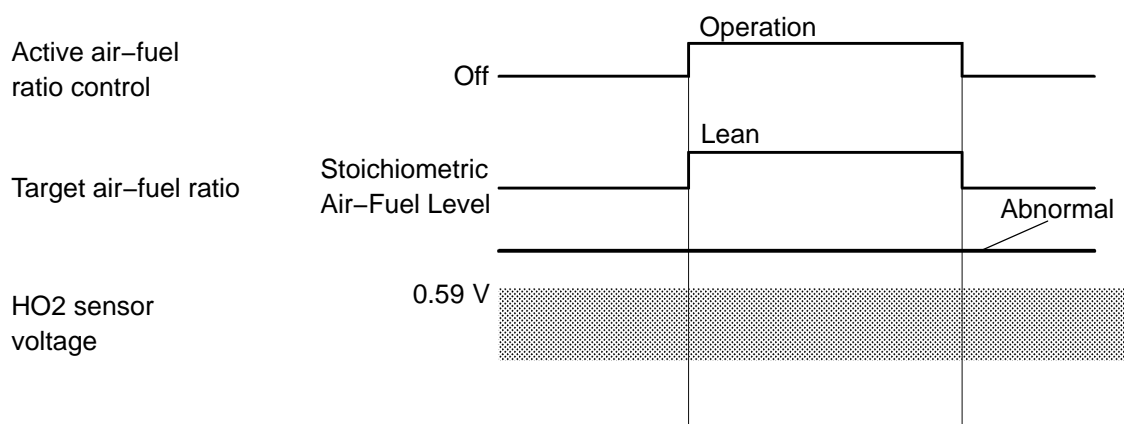 Operation
Active air−fuel
ratio control
Off
Lean
Stoichiometric
Air−Fuel Level
Target air−fuel ratio
Abnormal
0.59 V
HO2 sensor
voltage